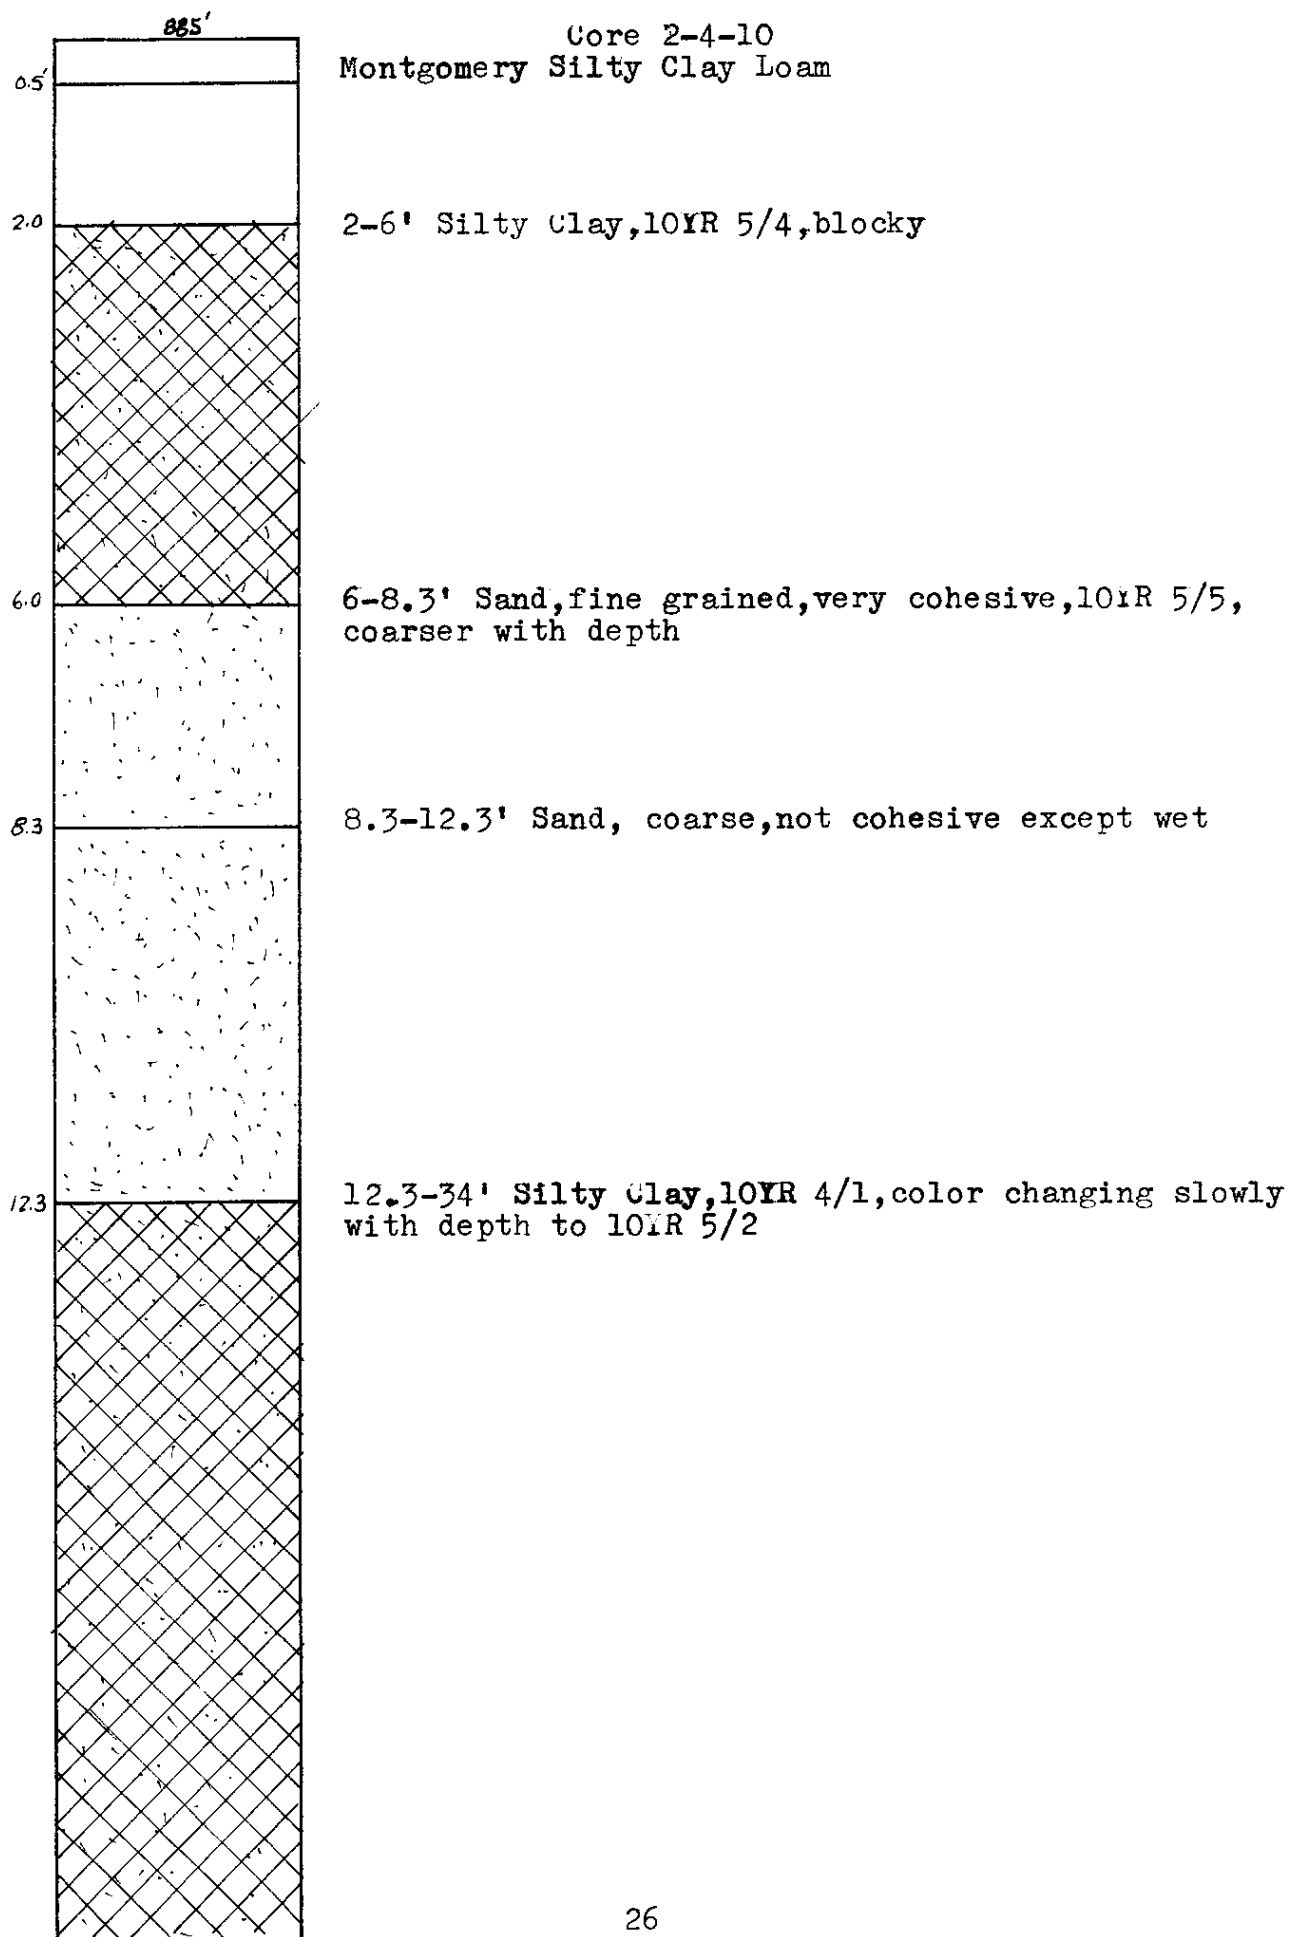 885'
Core 2-4-10
Montgomery Silty Clay Loam
0.5'
2.0
2-6' Silty Clay,10YR 5/4,blocky
6.0
6-8.3' Sand,fine grained,very cohesive,10YR 5/5,
coarser with depth
8.3
8.3-12.3' Sand, coarse,not cohesive except wet
12.3
12.3-34' Silty Clay,10YR 4/1,color changing slowly
with depth to 10YR 5/2
26